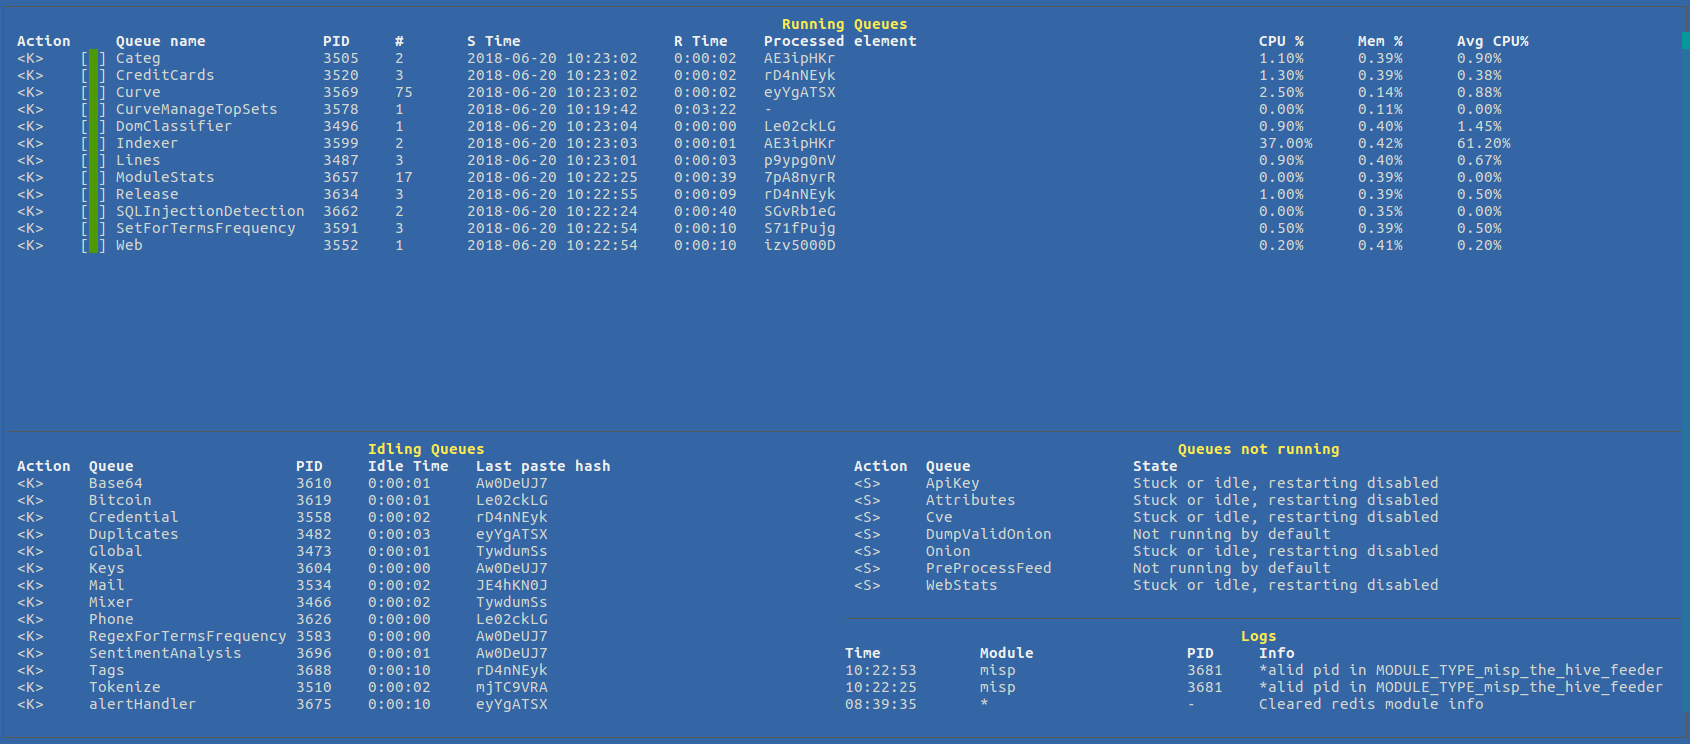 Running Queues
Action Queue name PID # S Time R Time Processed element CPU % Mem % Avg CPU%
<K> [ ] Categ 3505 2 2018-06-20 10:23:02 0:00:02 AE3ipHKr 1.10% 0.39% 0.90%
<K> [ ] CreditCards 3520 3 2018-06-20 10:23:02 0:00:02 rD4nNEyk 1.30% 0.39% 0.38%
<K> [ ] Curve 3569 75 2018-06-20 10:23:02 0:00:02 eyYgATSX 2.50% 0.14% 0.88%
<K> [ ] CurveManageTopSets 3578 1 2018-06-20 10:19:42 0:03:22 - 0.00% 0.11% 0.00%
<K> [ ] DomClassifier 3496 1 2018-06-20 10:23:04 0:00:00 Le02ckLG 0.90% 0.40% 1.45%
<K> [ ] Indexer 3599 2 2018-06-20 10:23:03 0:00:01 AE3ipHKr 37.00% 0.42% 61.20%
<K> [ ] Lines 3487 3 2018-06-20 10:23:01 0:00:03 p9ypg0nV 0.90% 0.40% 0.67%
<K> [ ] ModuleStats 3657 17 2018-06-20 10:22:25 0:00:39 7pA8nyrR 0.00% 0.39% 0.00%
<K> [ ] Release 3634 3 2018-06-20 10:22:55 0:00:09 rD4nNEyk 1.00% 0.39% 0.50%
<K> [ ] SQLInjectionDetection 3662 2 2018-06-20 10:22:24 0:00:40 SGvRb1eG 0.00% 0.35% 0.00%
<K> [ ] SetForTermsFrequency 3591 3 2018-06-20 10:22:54 0:00:10 S71fPujg 0.50% 0.39% 0.50%
<K> [ ] Web 3552 1 2018-06-20 10:22:54 0:00:10 izv5000D 0.20% 0.41% 0.20%
Idling Queues
Action Queue PID Idle Time Last paste hash
<K> Base64 3610 0:00:01 Aw0DeUJ7
<K> Bitcoin 3619 0:00:01 Le02ckLG
<K> Credential 3558 0:00:02 rD4nNEyk
<K> Duplicates 3482 0:00:03 eyYgATSX
<K> Global 3473 0:00:01 TywdumSs
<K> Keys 3604 0:00:00 Aw0DeUJ7
<K> Mail 3534 0:00:02 JE4hKN0J
<K> Mixer 3466 0:00:02 TywdumSs
<K> Phone 3626 0:00:00 Le02ckLG
<K> RegexForTermsFrequency 3583 0:00:00 Aw0DeUJ7
<K> SentimentAnalysis 3696 0:00:01 Aw0DeUJ7
<K> Tags 3688 0:00:10 rD4nNEyk
<K> Tokenize 3510 0:00:02 mjTC9VRA
<K> alertHandler 3675 0:00:10 eyYgATSX
Queues not running
Action Queue State
<S> ApiKey Stuck or idle, restarting disabled
<S> Attributes Stuck or idle, restarting disabled
<S> Cve Stuck or idle, restarting disabled
<S> DumpValidOnion Not running by default
<S> Onion Stuck or idle, restarting disabled
<S> PreProcessFeed Not running by default
<S> WebStats Stuck or idle, restarting disabled
Logs
Time Module PID Info
10:22:53 misp 3681 *alid pid in MODULE_TYPE_misp_the_hive_feeder
10:22:25 misp 3681 *alid pid in MODULE_TYPE_misp_the_hive_feeder
08:39:35 * - Cleared redis module info